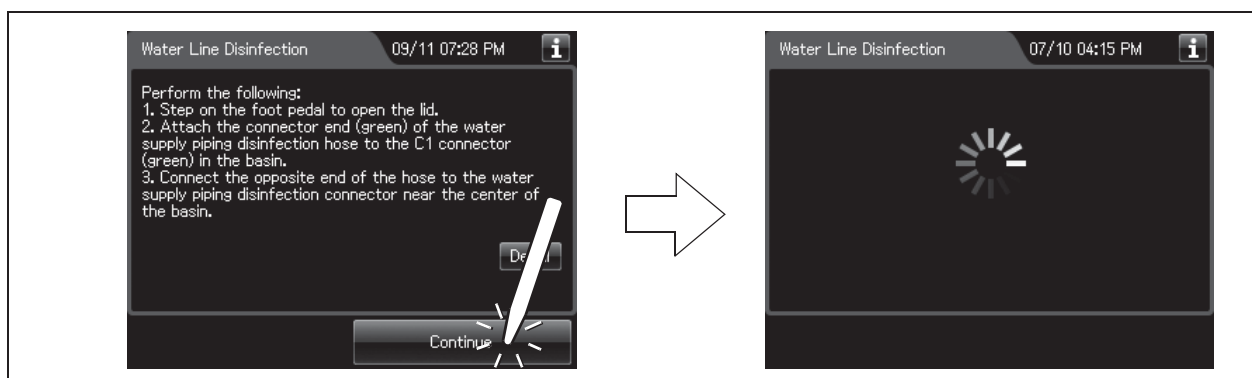 Water Line Disinfection 09/11 07:28 PM i
Perform the following:
1. Step on the foot pedal to open the lid.
2. Attach the connector end (green) of the water
supply piping disinfection hose to the C1 connector
(green) in the basin.
3. Connect the opposite end of the hose to the water
supply piping disinfection connector near the center of
the basin.
Continue
Water Line Disinfection 07/10 04:15 PM i